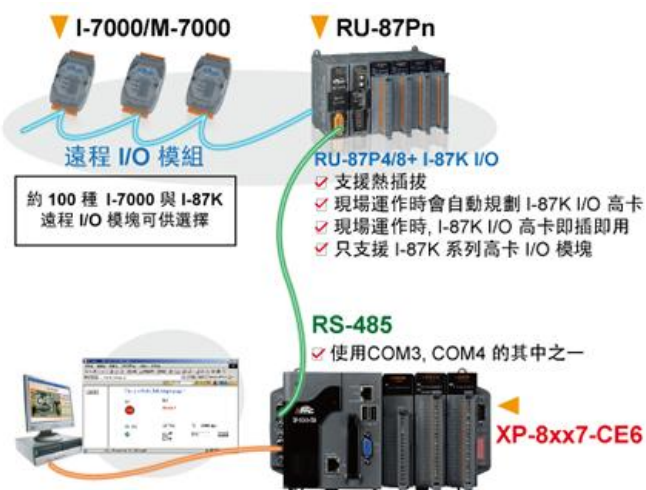 I-7000/M-7000
RU-87Pn
遠程 I/O 模組
約 100 種 I-7000 與 I-87K
遠程 I/O 模塊可供選擇
RU-87P4/8+ I-87K I/O
支援熱插拔
現場運作時會自動規劃 I-87K I/O 高卡
現場運作時, I-87K I/O 高卡即插即用
只支援 I-87K 系列高卡 I/O 模塊
RS-485
使用COM3, COM4 的其中之一
XP-8xx7-CE6